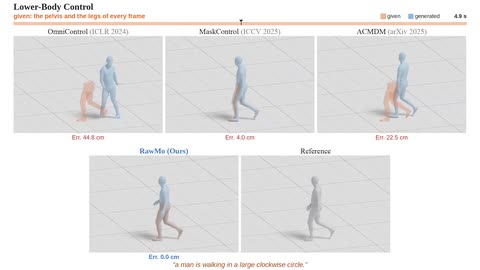 Lower-Body Control
given: the pelvis and the legs of every frame
given generated 4.9 s
OmniControl (ICLR 2024) MaskControl (ICCV 2025) ACMDM (arXiv 2025)
Err. 44.8 cm Err. 4.0 cm Err. 22.5 cm
RawMo (Ours) Reference
Err. 0.0 cm
"a man is walking in a large clockwise circle."